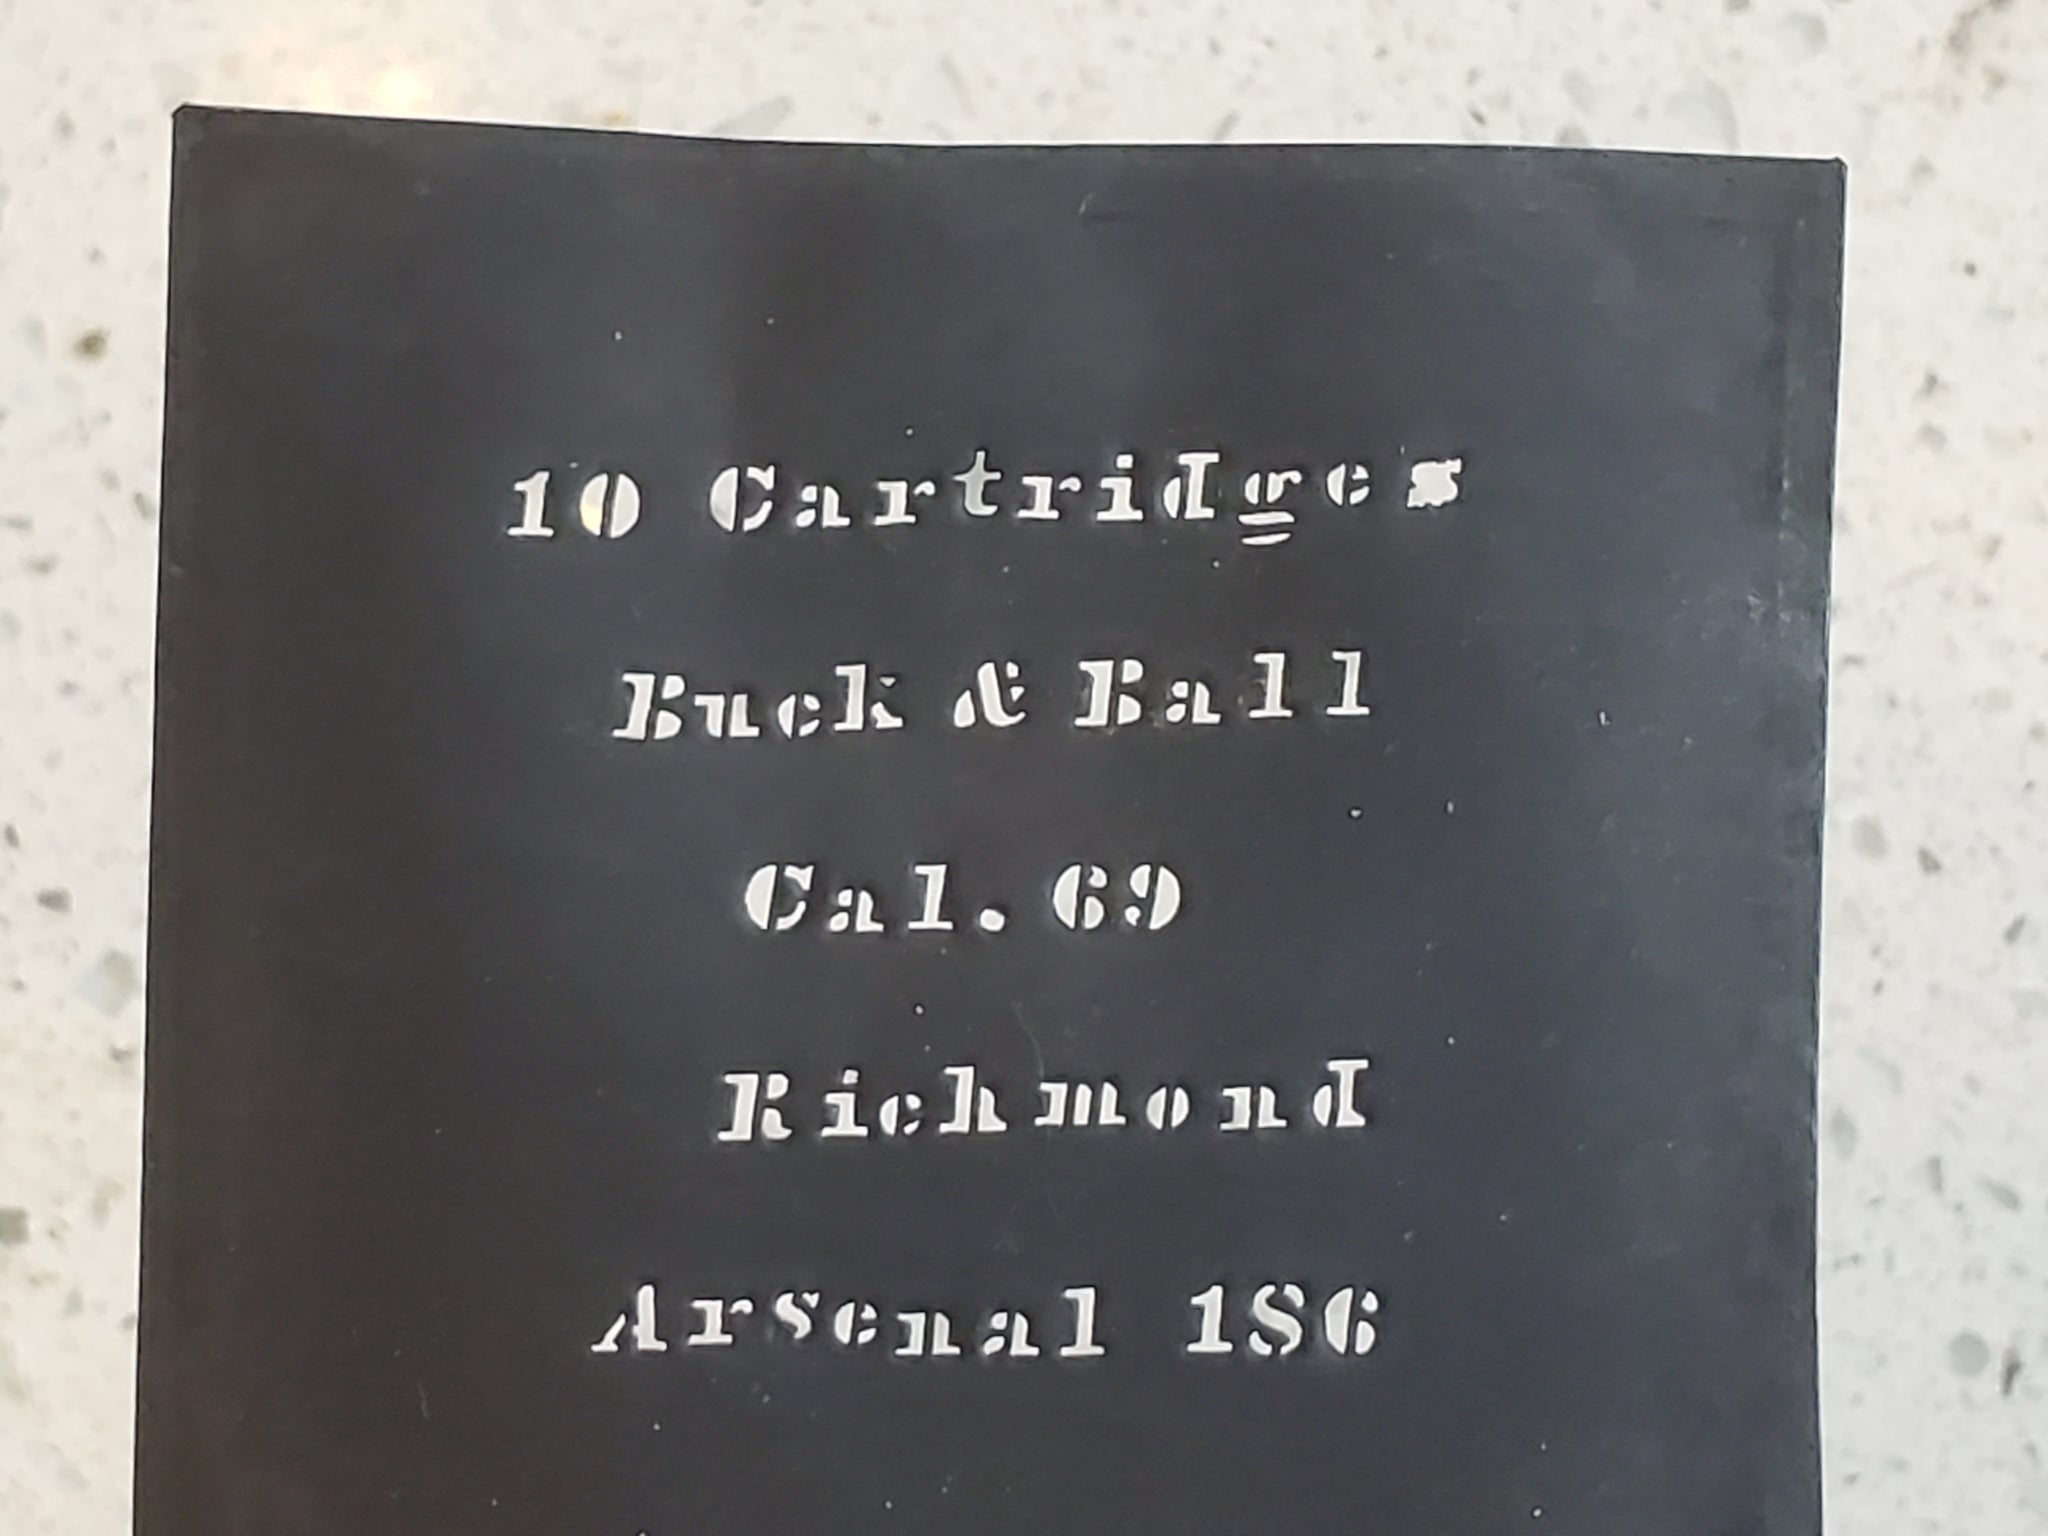 10 Cartridges
Buck & Ball
Cal. 69
Richmond
Arsenal 186